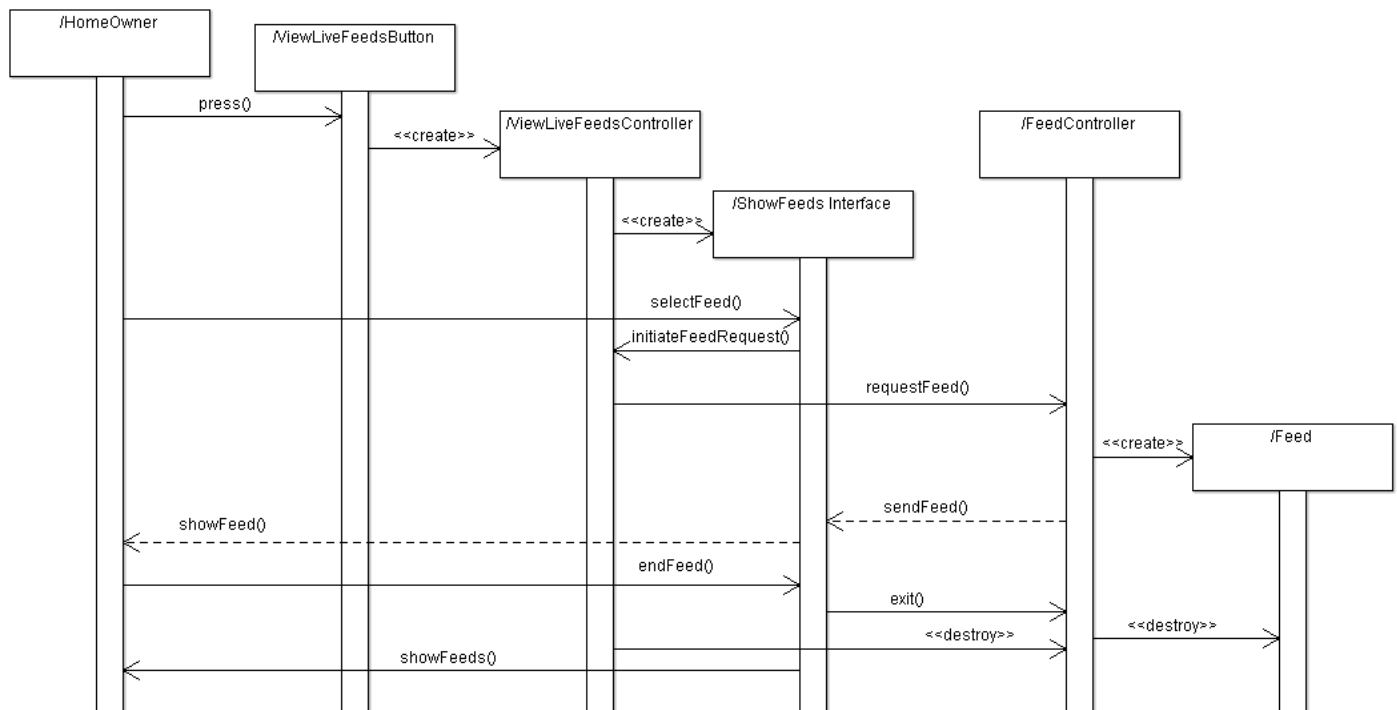 /HomeOwner
/ViewLiveFeedsButton
press()
<<create>>
/ViewLiveFeedsController
/FeedController
<<create>>
/ShowFeeds Interface
selectFeed()
initiateFeedRequest()
requestFeed()
<<create>>
/Feed
sendFeed()
showFeed()
endFeed()
exit()
<<destroy>>
<<destroy>>
showFeeds()